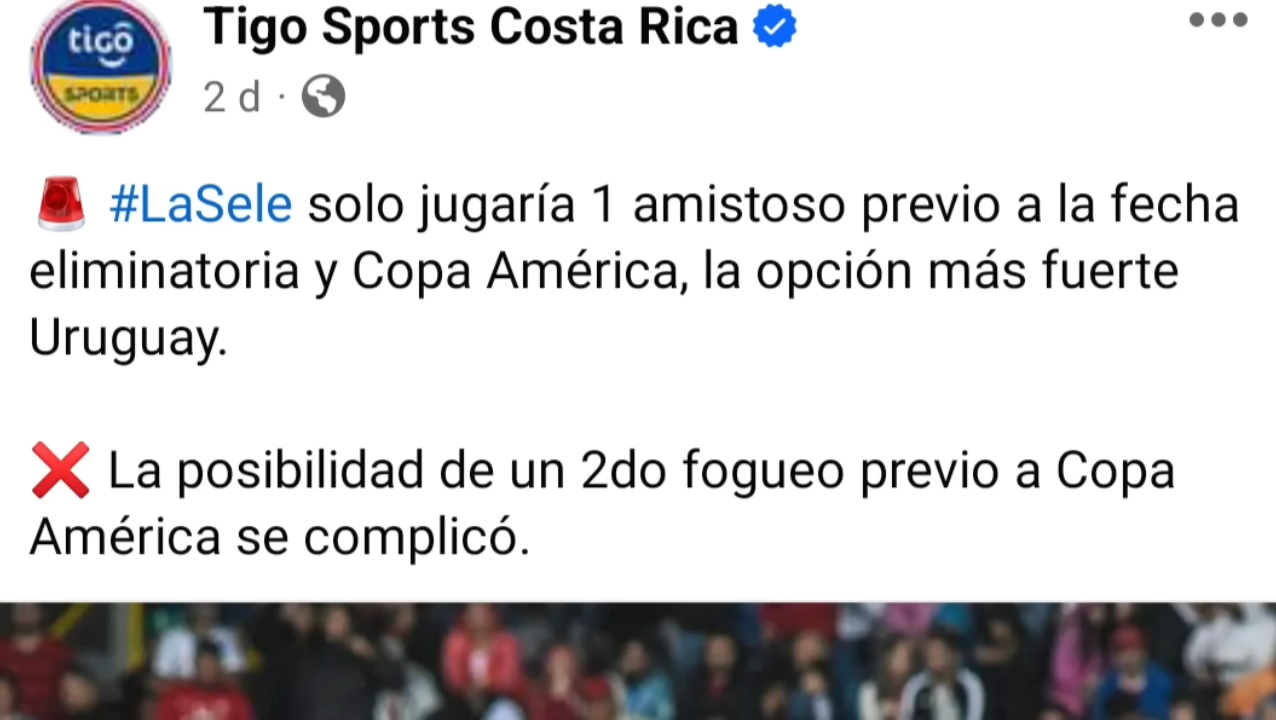 tigo
SPORTS
Tigo Sports Costa Rica
2 d ·
#LaSele solo jugaría 1 amistoso previo a la fecha
eliminatoria y Copa América, la opción más fuerte
Uruguay.
❌ La posibilidad de un 2do fogueo previo a Copa
América se complicó.